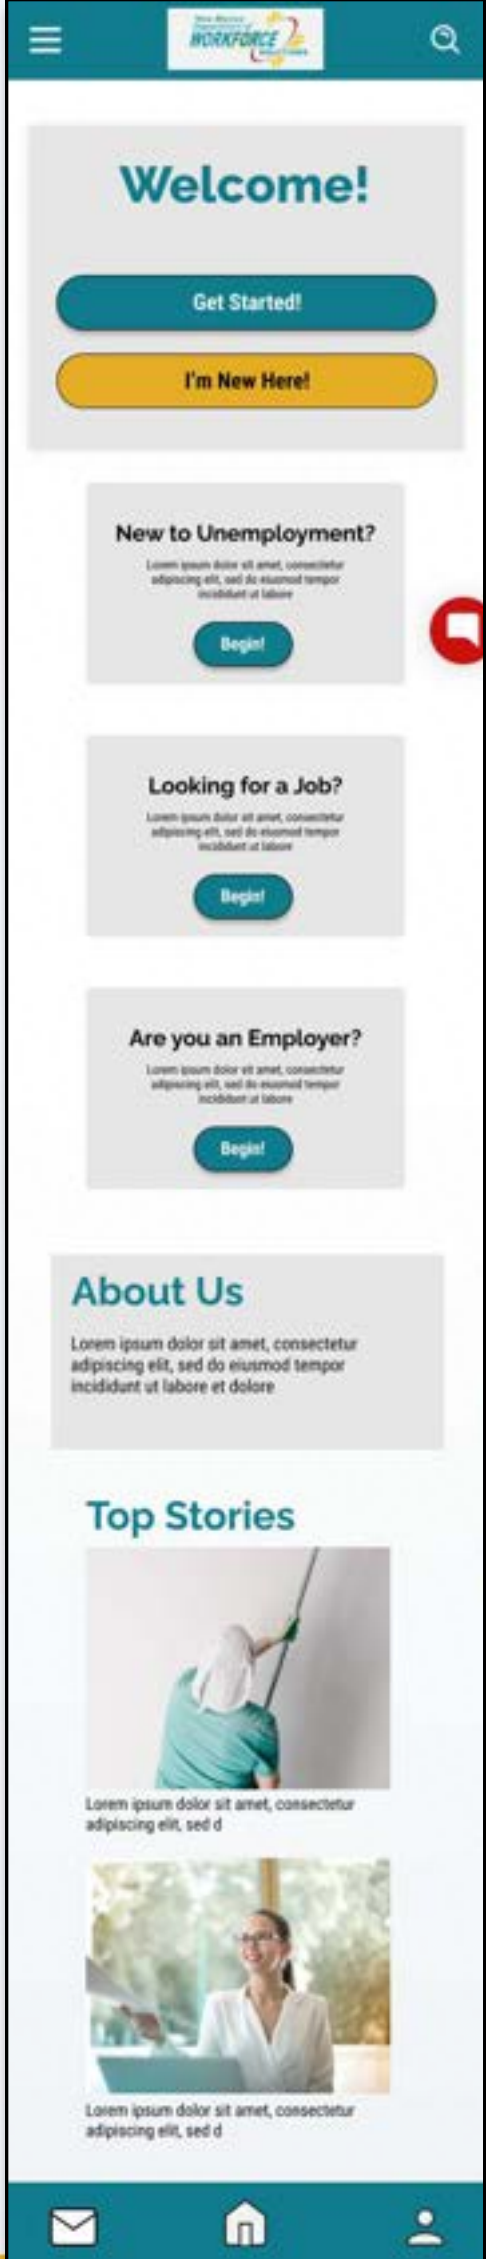 New Mexico
Department of
WORKFORCE
SOLUTIONS
Welcome!
Get Started!
I'm New Here!
New to Unemployment?
Lorem ipsum dolor sit amet, consectetur
adipiscing elit, sed do eiusmod tempor
incididunt ut labore
Begin!
Looking for a Job?
Lorem ipsum dolor sit amet, consectetur
adipiscing elit, sed do eiusmod tempor
incididunt ut labore
Begin!
Are you an Employer?
Lorem ipsum dolor sit amet, consectetur
adipiscing elit, sed do eiusmod tempor
incididunt ut labore
Begin!
About Us
Lorem ipsum dolor sit amet, consectetur
adipiscing elit, sed do eiusmod tempor
incididunt ut labore et dolore
Top Stories
Lorem ipsum dolor sit amet, consectetur
adipiscing elit, sed d
Lorem ipsum dolor sit amet, consectetur
adipiscing elit, sed d